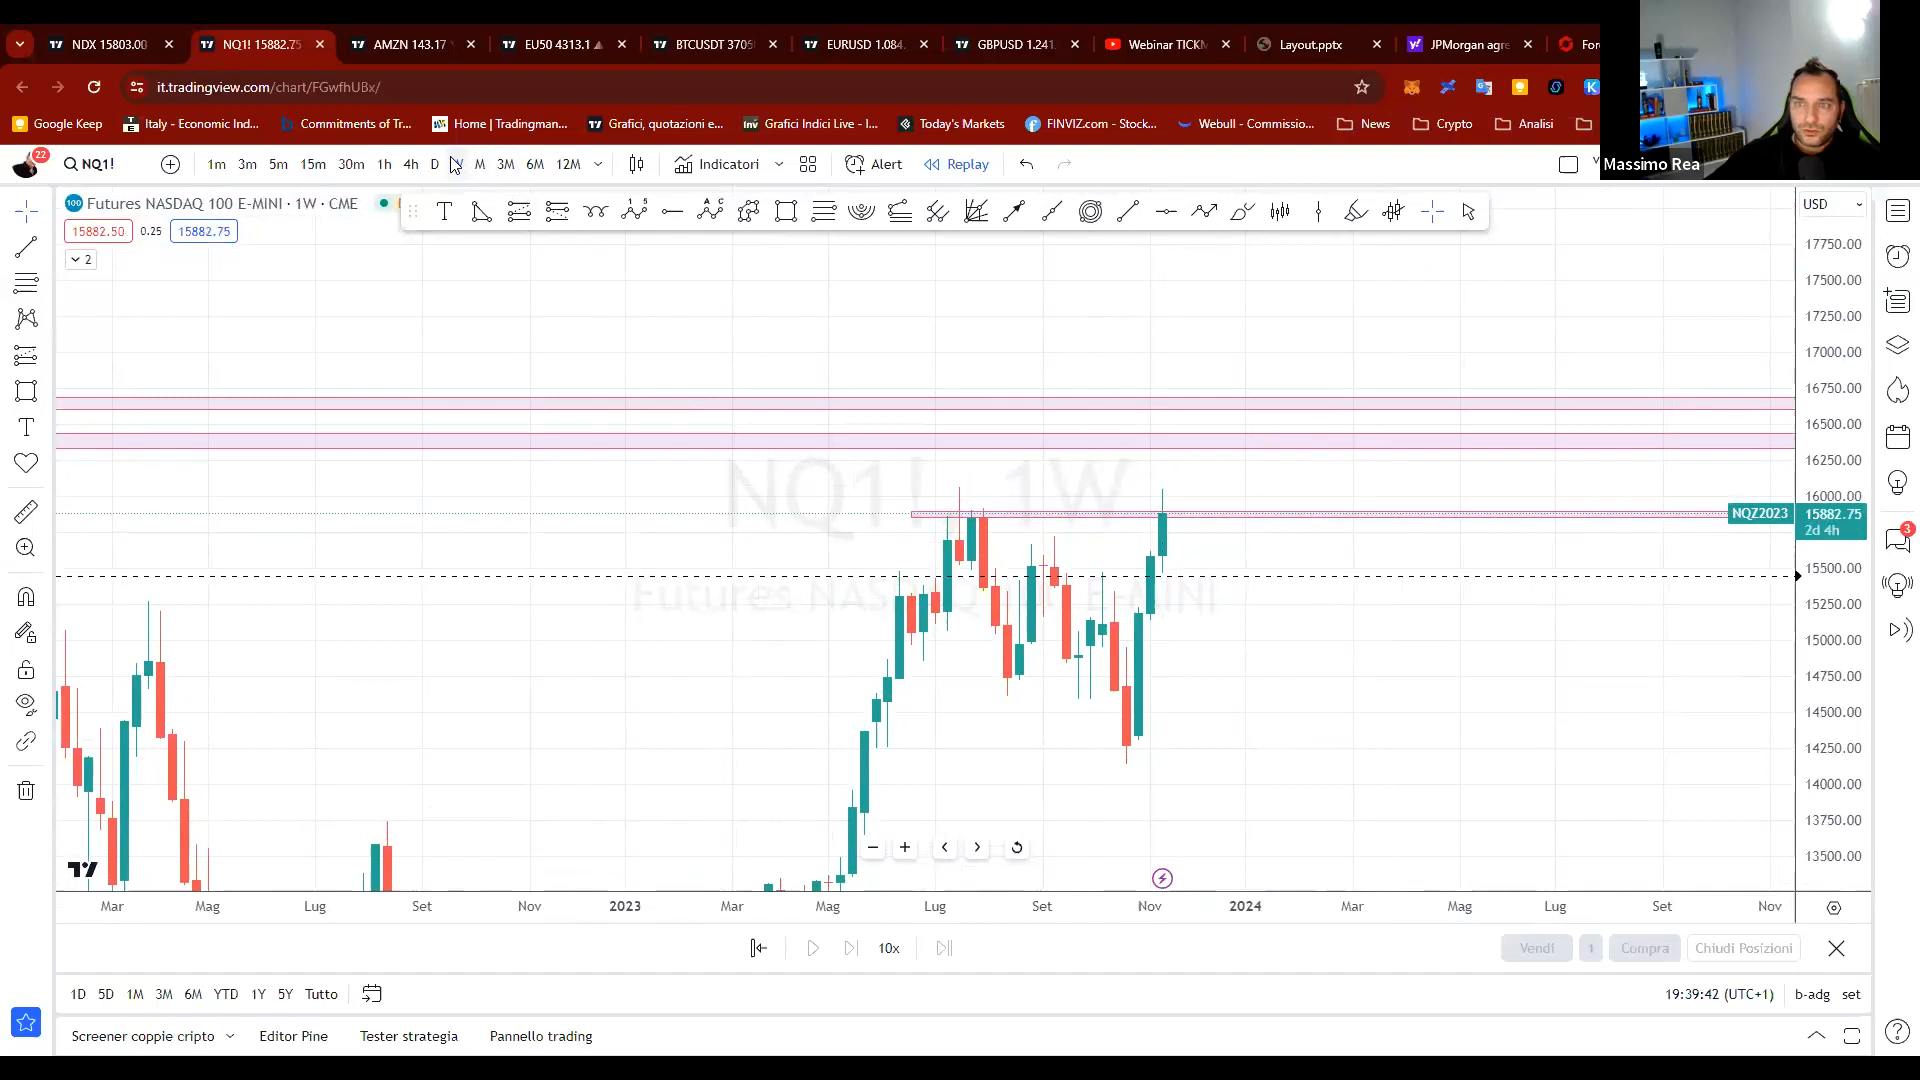 NDX 15803.00
NQ1! 15882.75
AMZN 143.17
EU50 4313.1
BTCUSDT 3705
EURUSD 1.084
GBPUSD 1.241
Webinar TICKM
Layout.pptx
JPMorgan agre
For
it.tradingview.com/chart/FGwfhUBx/
Google Keep
Italy - Economic Ind...
Commitments of Tr...
Home | Tradingman...
Grafici, quotazioni e...
Grafici Indici Live - I...
Today's Markets
FINVIZ.com - Stock...
Webull - Commissio...
News
Crypto
Analisi
Massimo Rea
22
NQ1!
1m 3m 5m 15m 30m 1h 4h D W M 3M 6M 12M
Indicatori
Alert
Replay
Futures NASDAQ 100 E-MINI · 1W · CME
USD
15882.50
0.25
15882.75
2
17750.00
17500.00
17250.00
17000.00
16750.00
16500.00
16250.00
16000.00
NQZ2023
15882.75
2d 4h
15500.00
15250.00
15000.00
14750.00
14500.00
14250.00
14000.00
13750.00
13500.00
NQ1!, 1W
Futures NASDAQ 100 E-MINI
3
Mar Mag Lug Set Nov 2023 Mar Mag Lug Set Nov 2024 Mar Mag Lug Set Nov
10x
Vendi
1
Compra
Chiudi Posizioni
1D 5D 1M 3M 6M YTD 1Y 5Y Tutto
19:39:42 (UTC+1)
b-adg
set
Screener coppie cripto
Editor Pine
Tester strategia
Pannello trading